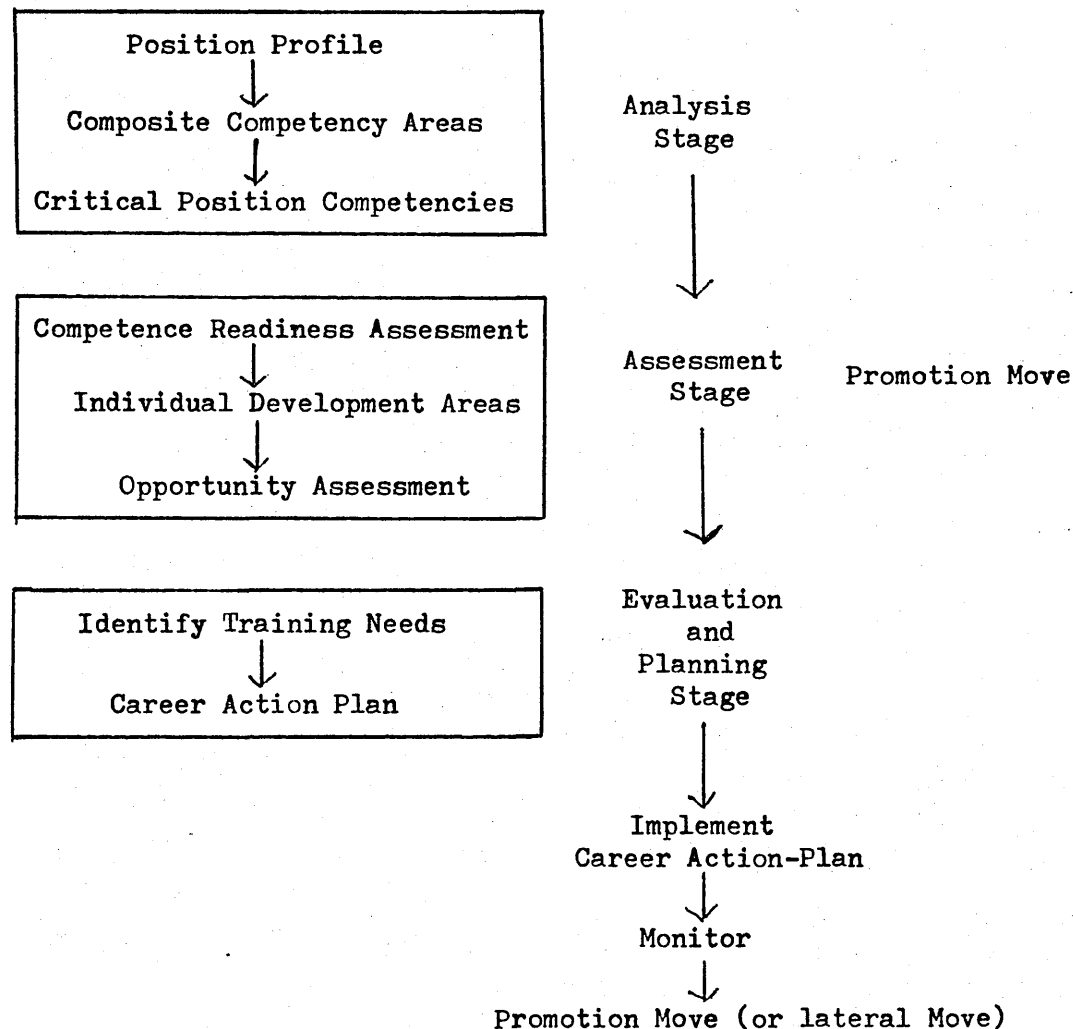 Position Profile
Composite Competency Areas
Critical Position Competencies
Analysis
Stage
Competence Readiness Assessment
Individual Development Areas
Opportunity Assessment
Assessment
Stage
Promotion Move
Identify Training Needs
Career Action Plan
Evaluation
and
Planning
Stage
Implement
Career Action-Plan
Monitor
Promotion Move (or lateral Move)